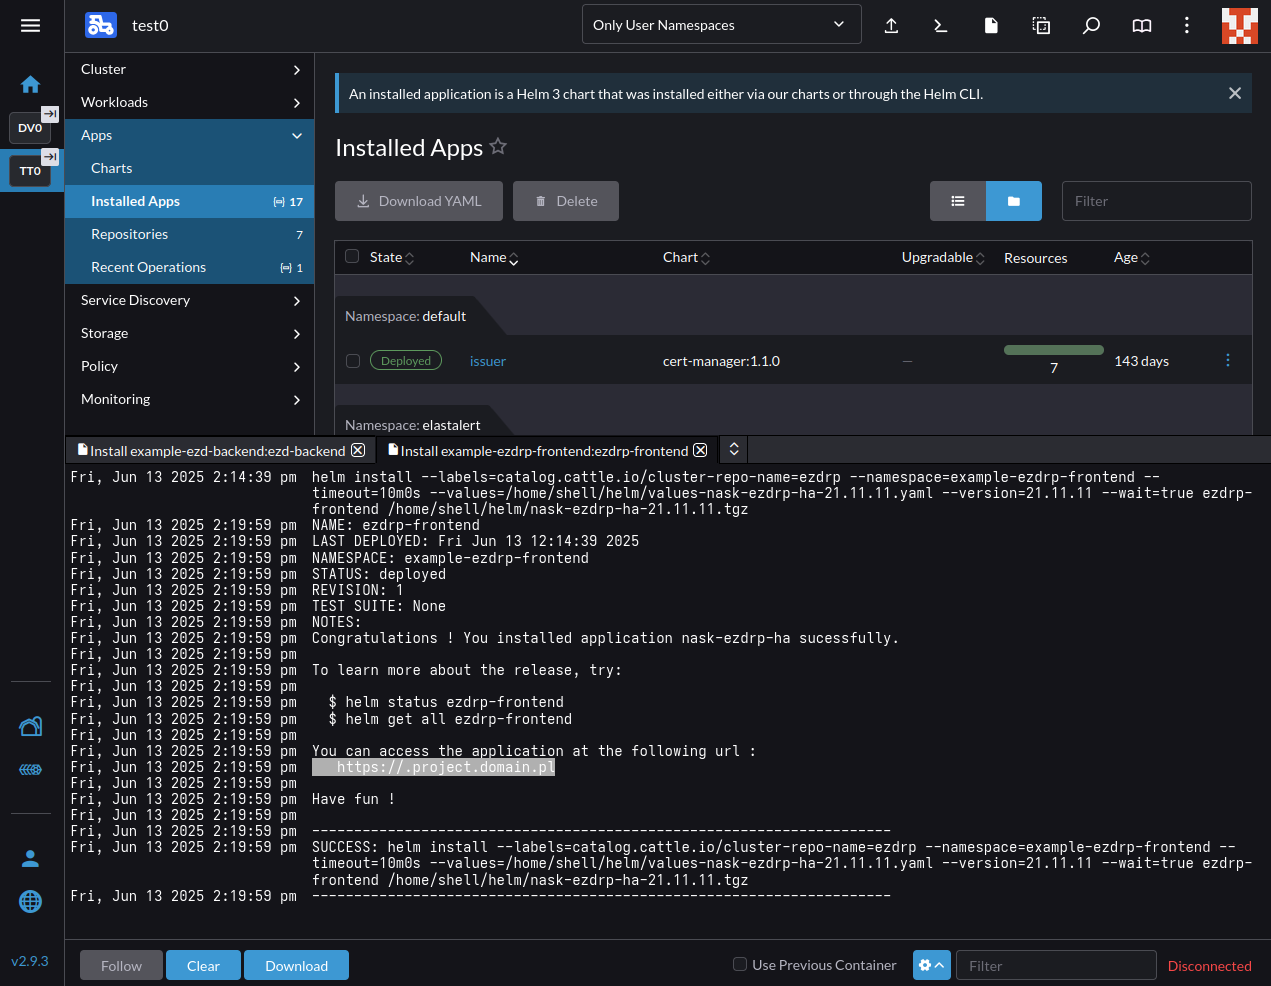 test0
Only User Namespaces
DV0
TT0
Cluster
Workloads
Apps
Charts
Installed Apps 17
Repositories 7
Recent Operations 1
Service Discovery
Storage
Policy
Monitoring
v2.9.3
An installed application is a Helm 3 chart that was installed either via our charts or through the Helm CLI.
Installed Apps
Download YAML Delete Filter
State Name Chart Upgradable Resources Age
Namespace: default
Deployed issuer cert-manager:1.1.0 — 7 143 days
Namespace: elastalert
Install example-ezd-backend:ezd-backend Install example-ezdrp-frontend:ezdrp-frontend
Fri, Jun 13 2025 2:14:39 pm helm install --labels=catalog.cattle.io/cluster-repo-name=ezdrp --namespace=example-ezdrp-frontend --
timeout=10m0s --values=/home/shell/helm/values-nask-ezdrp-ha-21.11.11.yaml --version=21.11.11 --wait=true ezdrp-
frontend /home/shell/helm/nask-ezdrp-ha-21.11.11.tgz
Fri, Jun 13 2025 2:19:59 pm NAME: ezdrp-frontend
Fri, Jun 13 2025 2:19:59 pm LAST DEPLOYED: Fri Jun 13 12:14:39 2025
Fri, Jun 13 2025 2:19:59 pm NAMESPACE: example-ezdrp-frontend
Fri, Jun 13 2025 2:19:59 pm STATUS: deployed
Fri, Jun 13 2025 2:19:59 pm REVISION: 1
Fri, Jun 13 2025 2:19:59 pm TEST SUITE: None
Fri, Jun 13 2025 2:19:59 pm NOTES:
Fri, Jun 13 2025 2:19:59 pm Congratulations ! You installed application nask-ezdrp-ha sucessfully.
Fri, Jun 13 2025 2:19:59 pm
Fri, Jun 13 2025 2:19:59 pm To learn more about the release, try:
Fri, Jun 13 2025 2:19:59 pm
Fri, Jun 13 2025 2:19:59 pm $ helm status ezdrp-frontend
Fri, Jun 13 2025 2:19:59 pm $ helm get all ezdrp-frontend
Fri, Jun 13 2025 2:19:59 pm
Fri, Jun 13 2025 2:19:59 pm You can access the application at the following url :
Fri, Jun 13 2025 2:19:59 pm https://.project.domain.pl
Fri, Jun 13 2025 2:19:59 pm
Fri, Jun 13 2025 2:19:59 pm Have fun !
Fri, Jun 13 2025 2:19:59 pm
Fri, Jun 13 2025 2:19:59 pm ---------------------------------------------------------------------
Fri, Jun 13 2025 2:19:59 pm SUCCESS: helm install --labels=catalog.cattle.io/cluster-repo-name=ezdrp --namespace=example-ezdrp-frontend --
timeout=10m0s --values=/home/shell/helm/values-nask-ezdrp-ha-21.11.11.yaml --version=21.11.11 --wait=true ezdrp-
frontend /home/shell/helm/nask-ezdrp-ha-21.11.11.tgz
Fri, Jun 13 2025 2:19:59 pm ---------------------------------------------------------------------
Follow Clear Download Use Previous Container Filter Disconnected